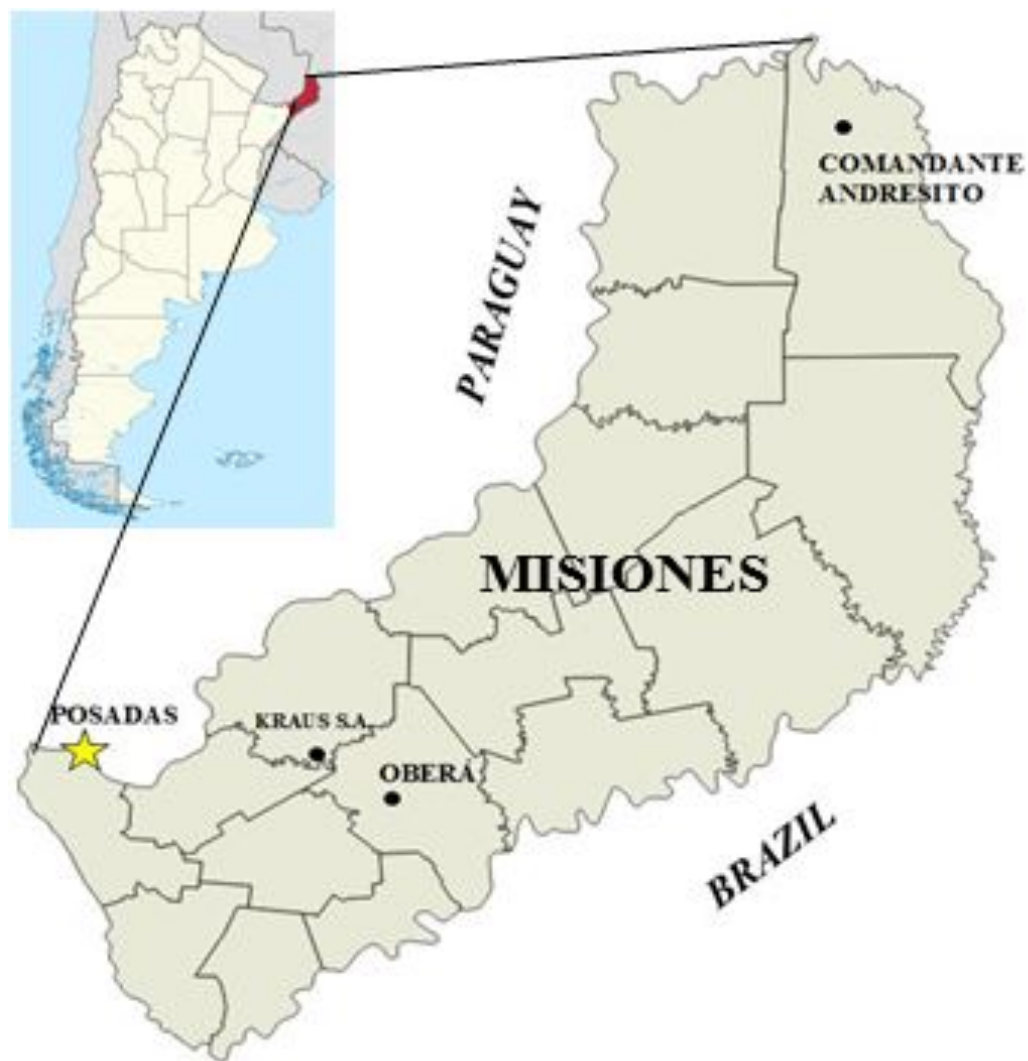 COMANDANTE
ANDRESITO
PARAGUAY
MISIONES
POSADAS
KRAUS S.A.
OBERÁ
BRAZIL